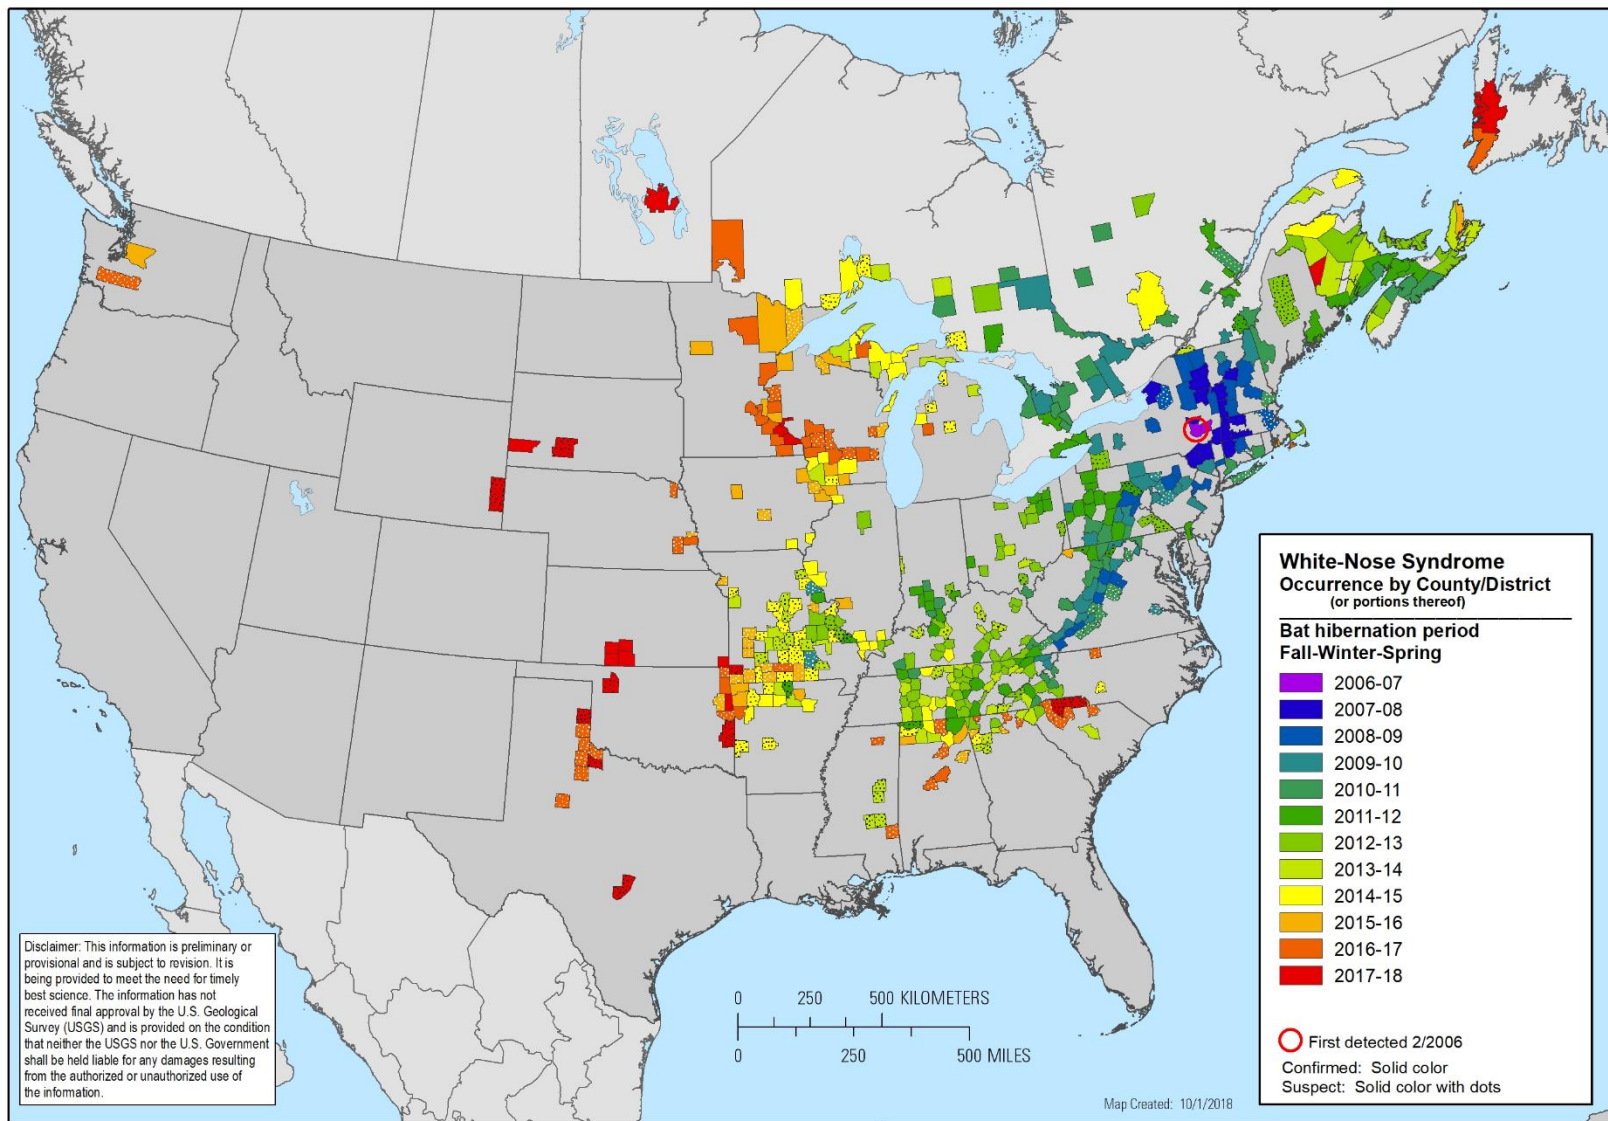 White-Nose Syndrome
Occurrence by County/District
(or portions thereof)
Bat hibernation period
Fall-Winter-Spring
2006-07
2007-08
2008-09
2009-10
2010-11
2011-12
2012-13
2013-14
2014-15
2015-16
2016-17
2017-18
First detected 2/2006
Confirmed: Solid color
Suspect: Solid color with dots
Disclaimer: This information is preliminary or
provisional and is subject to revision. It is
being provided to meet the need for timely
best science. The information has not
received final approval by the U.S. Geological
Survey (USGS) and is provided on the condition
that neither the USGS nor the U.S. Government
shall be held liable for any damages resulting
from the authorized or unauthorized use of
the information.
0 250 500 KILOMETERS
0 250 500 MILES
Map Created: 10/1/2018